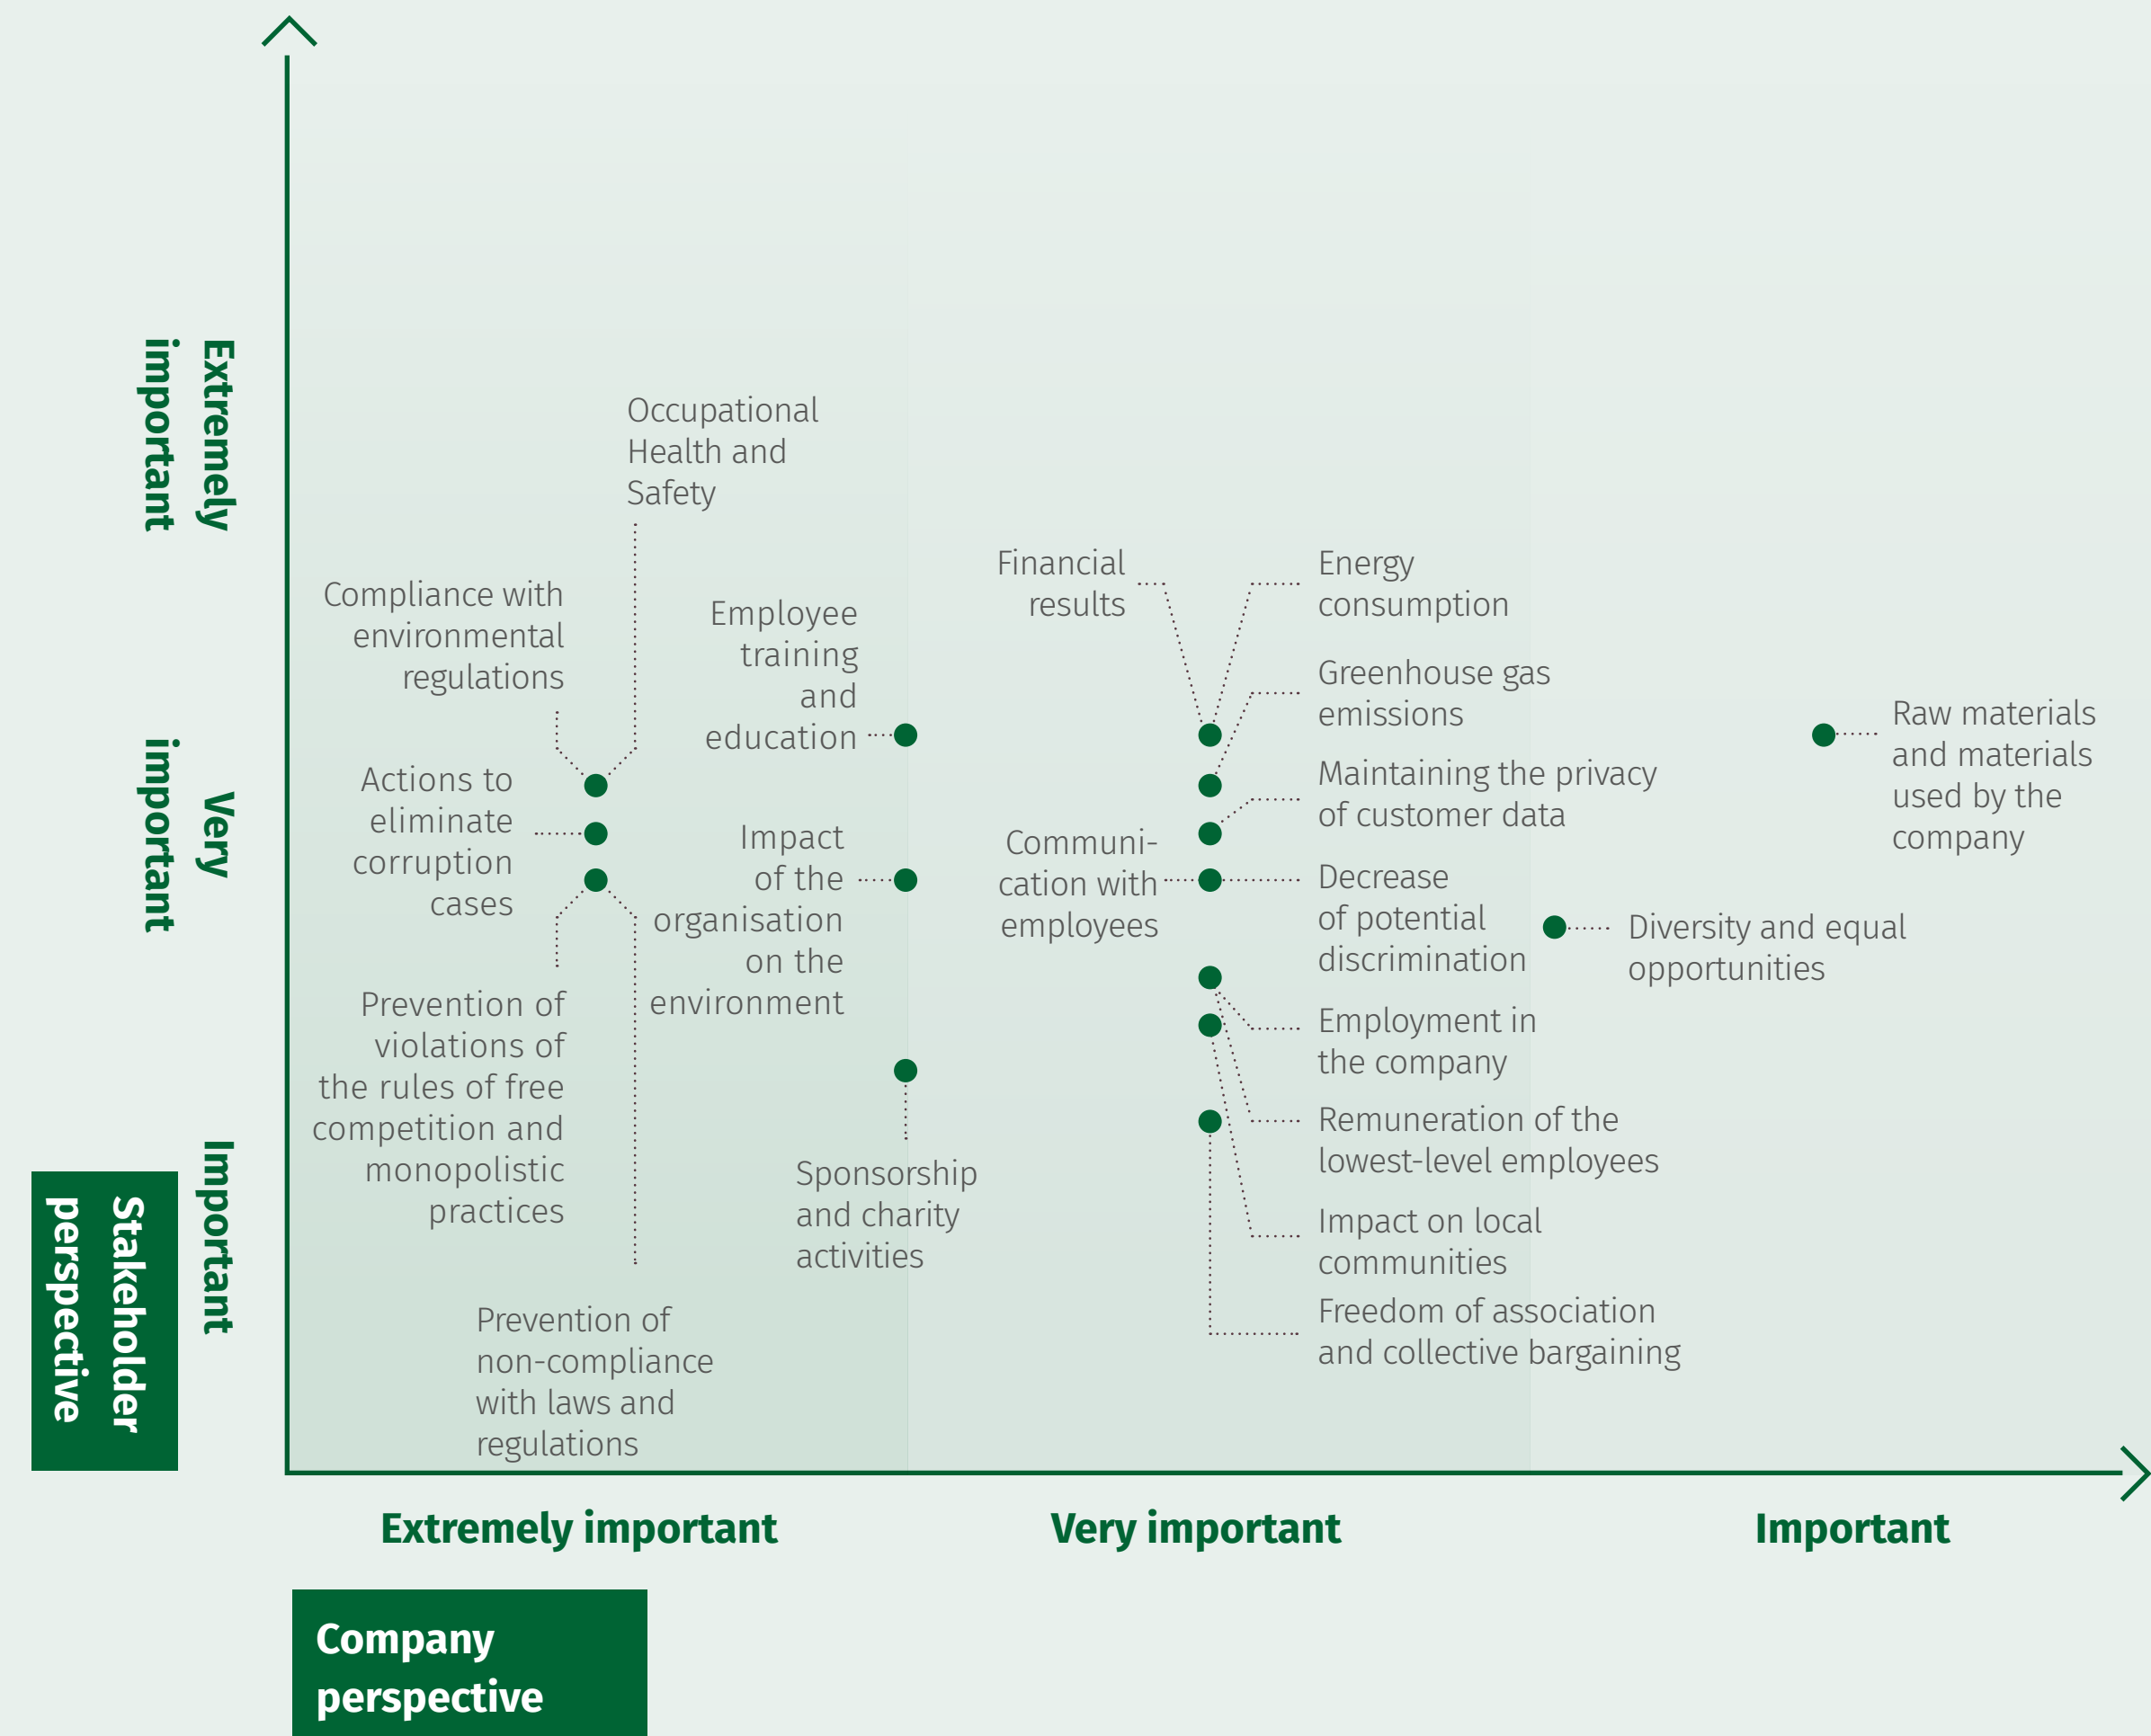 Extremely
important
Very
important
Important
Stakeholder
perspective
Occupational
Health and
Safety
Compliance with
environmental
regulations
Employee
training
and
education
Actions to
eliminate
corruption
cases
Impact
of the
organisation
on the
environment
Prevention of
violations of
the rules of free
competition and
monopolistic
practices
Sponsorship
and charity
activities
Prevention of
non-compliance
with laws and
regulations
Financial
results
Energy
consumption
Greenhouse gas
emissions
Maintaining the privacy
of customer data
Communi-
cation with
employees
Decrease
of potential
discrimination
Employment in
the company
Remuneration of the
lowest-level employees
Impact on local
communities
Freedom of association
and collective bargaining
Raw materials
and materials
used by the
company
Diversity and equal
opportunities
Extremely important
Very important
Important
Company
perspective